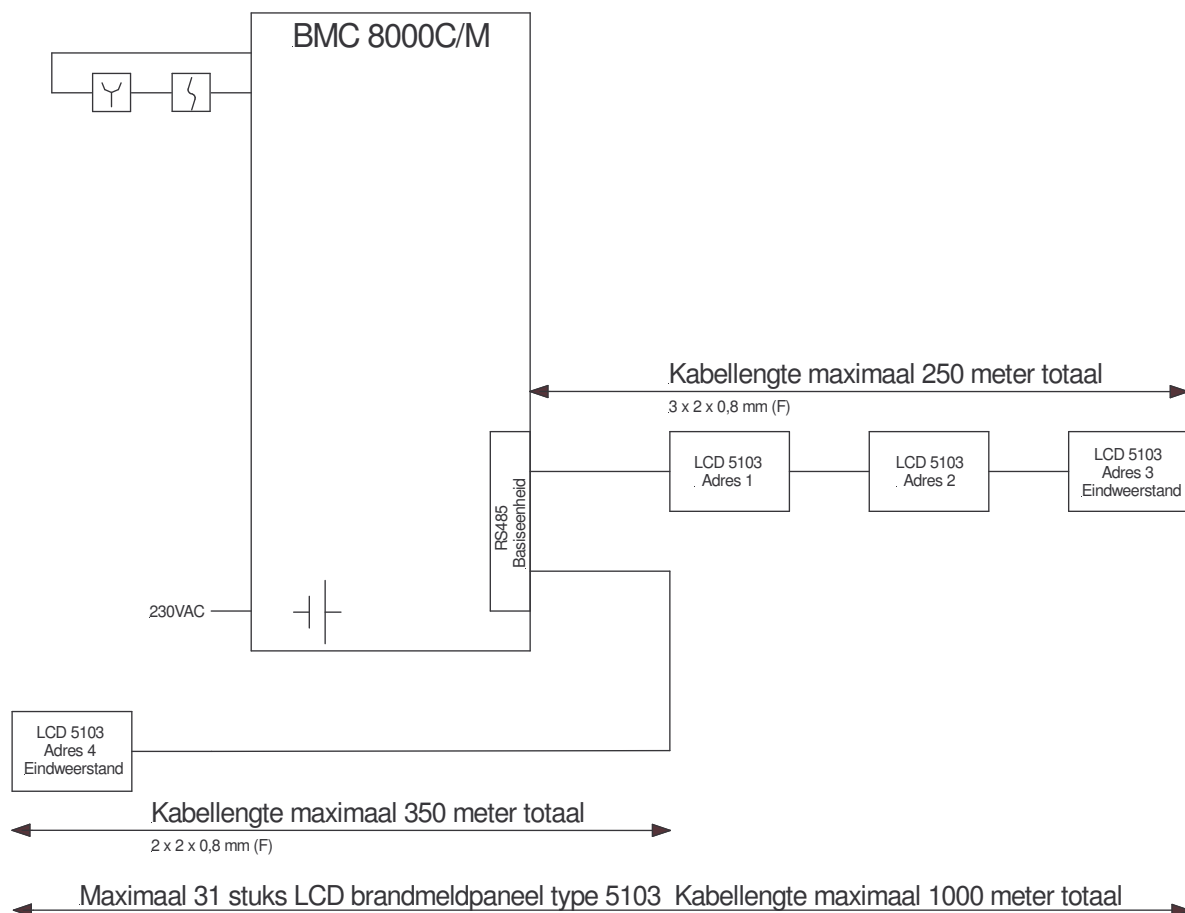 BMC 8000C/M
Kabellengte maximaal 250 meter totaal
3 x 2 x 0,8 mm (F)
LCD 5103
Adres 1
LCD 5103
Adres 2
LCD 5103
Adres 3
Eindweerstand
RS485
Basiseenheid
230VAC
LCD 5103
Adres 4
Eindweerstand
Kabellengte maximaal 350 meter totaal
2 x 2 x 0,8 mm (F)
Maximaal 31 stuks LCD brandmeldpaneel type 5103 Kabellengte maximaal 1000 meter totaal